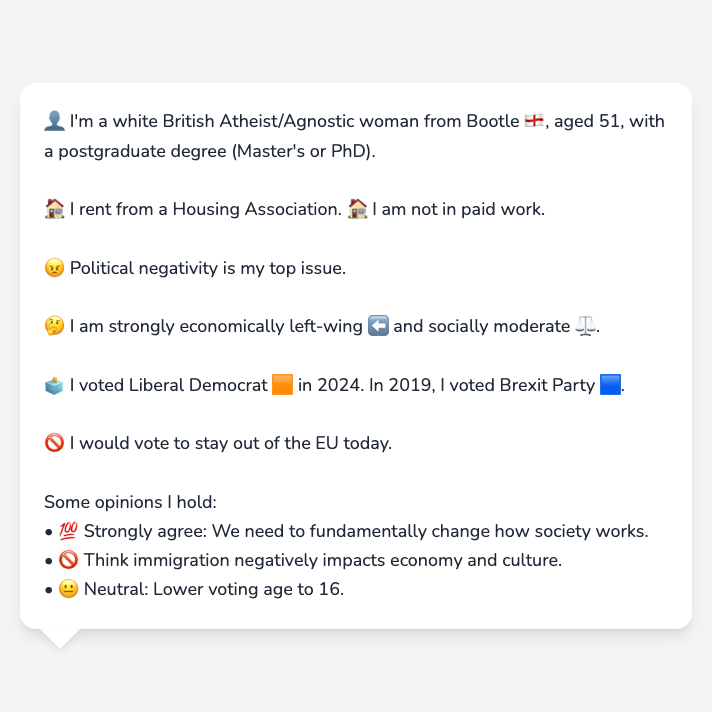 👤 I'm a white British Atheist/Agnostic woman from Bootle 🏴󠁧󠁢󠁥󠁮󠁧󠁿, aged 51, with
a postgraduate degree (Master's or PhD).
🏠 I rent from a Housing Association. 🏠 I am not in paid work.
😠 Political negativity is my top issue.
🤔 I am strongly economically left-wing ⬅️ and socially moderate ⚖️.
🗳️ I voted Liberal Democrat 🟧 in 2024. In 2019, I voted Brexit Party 🟦.
🚫 I would vote to stay out of the EU today.
Some opinions I hold:
• 💯 Strongly agree: We need to fundamentally change how society works.
• 🚫 Think immigration negatively impacts economy and culture.
• 😐 Neutral: Lower voting age to 16.